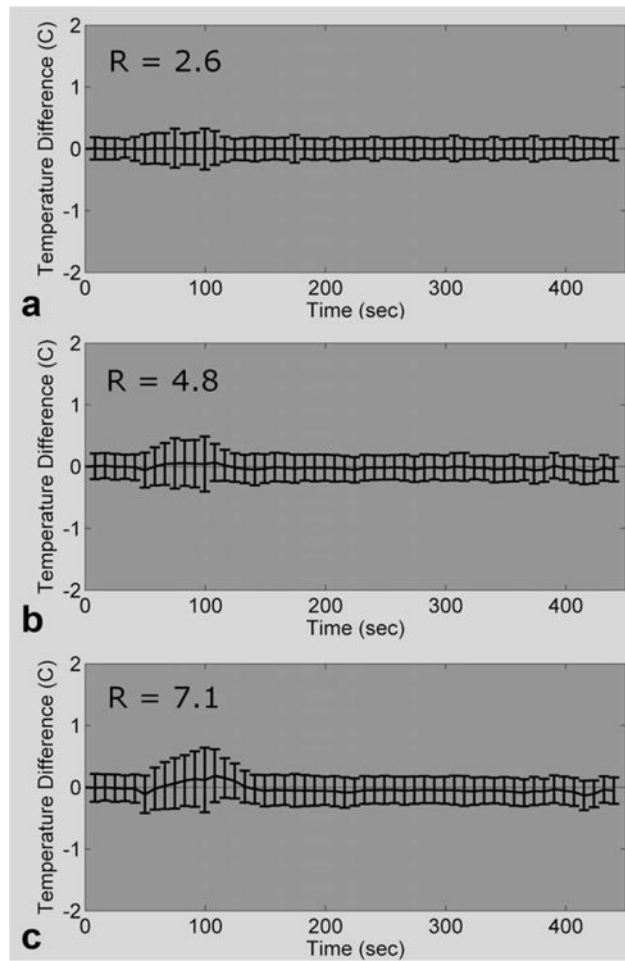 2
1
0
-1
-2
Temperature Difference (C)
R = 2.6
0 100 200 300 400
Time (sec)
a
2
1
0
-1
-2
Temperature Difference (C)
R = 4.8
0 100 200 300 400
Time (sec)
b
2
1
0
-1
-2
Temperature Difference (C)
R = 7.1
0 100 200 300 400
Time (sec)
c